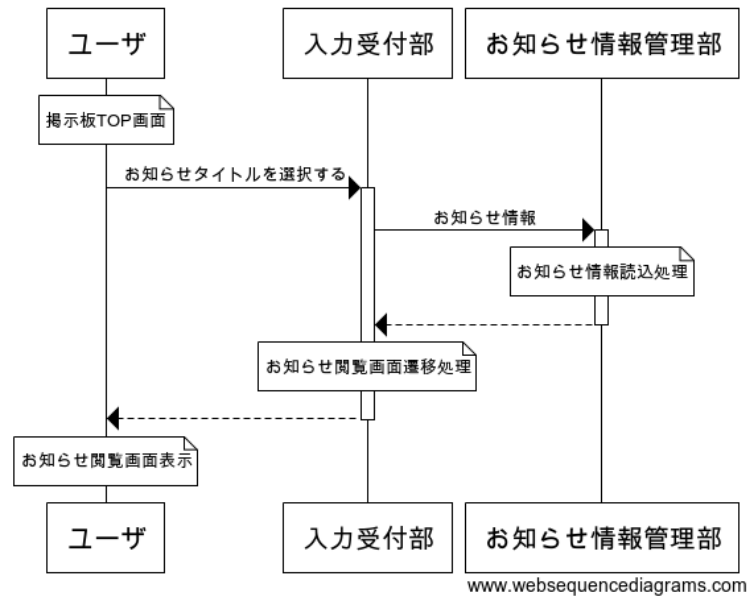 ユーザ
入力受付部
お知らせ情報管理部
掲示板TOP画面
お知らせタイトルを選択する
お知らせ情報
お知らせ情報読込処理
お知らせ閲覧画面遷移処理
お知らせ閲覧画面表示
ユーザ
入力受付部
お知らせ情報管理部
www.websequencediagrams.com